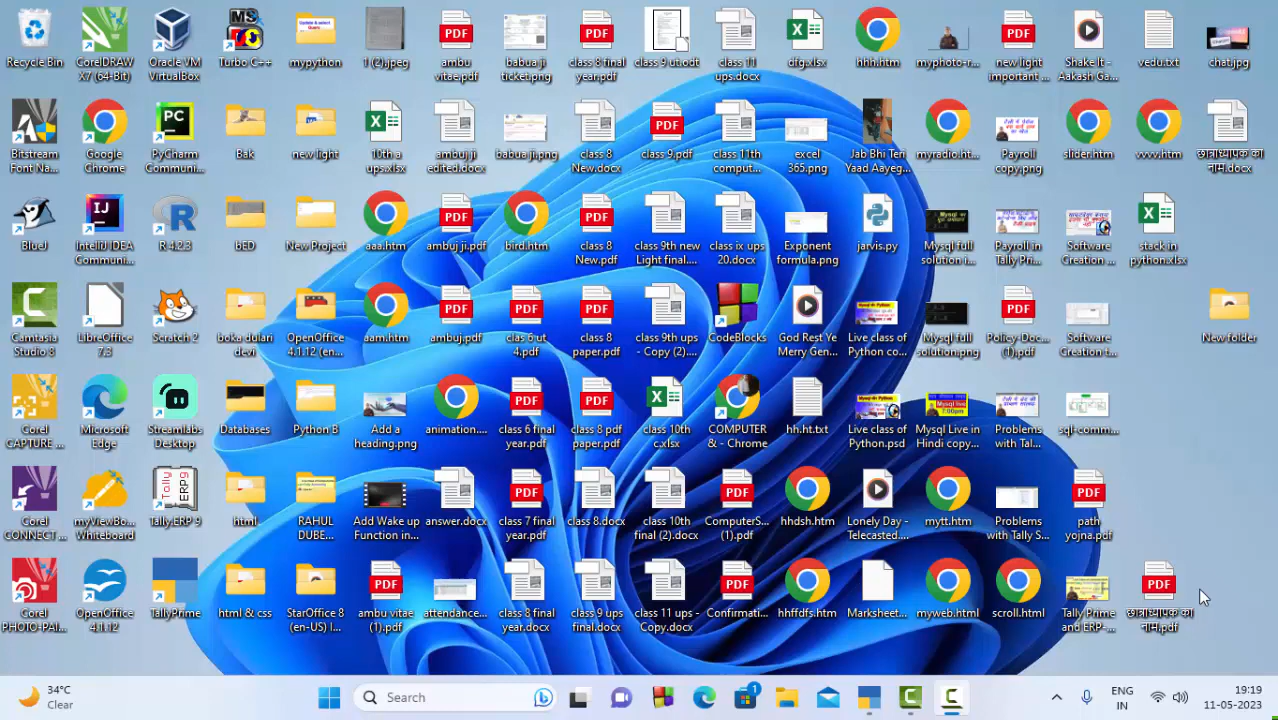 Recycle Bin
CorelDRAW X7 (64-Bit)
Oracle VM VirtualBox
Turbo C++
mypython
1 (2).jpeg
ambu vitae.pdf
babua ji ticket.png
class 8 final year.pdf
class 9 ut.odt
class 11 ups.docx
dfg.xlsx
hhh.htm
myphoto-r...
new light important ...
Shake It - Aakash Ga...
vedu.txt
chat.jpg
Bitstream Font Na...
Google Chrome
PyCharm Communi...
Bak
new light
10th a ups.xlsx
ambuj ji edited.docx
babua ji.png
class 8 New.docx
class 9.pdf
class 11th comput...
excel 365.png
Jab Bhi Teri Yaad Aayeg...
myradio.ht...
Payroll copy.png
slider.htm
vvvv.htm
छात्राध्यापक का नाम.docx
BlueJ
IntelliJ IDEA Communi...
R 4.2.3
bED
New Project
aaa.htm
ambuj ji.pdf
bird.htm
class 8 New.pdf
class 9th new Light final....
class ix ups 20.docx
Exponent formula.png
jarvis.py
Mysql full solution i...
Payroll in Tally Pri...
Software Creation ...
stack in python.xlsx
Camtasia Studio 8
LibreOffice 7.3
Scratch 2
boka dulari devi
OpenOffice 4.1.12 (en...
aam.htm
ambuj.pdf
clas 6 ut 4.pdf
class 8 paper.pdf
class 9th ups - Copy (2)....
CodeBlocks
God Rest Ye Merry Gen...
Live class of Python co...
Mysql full solution.png
Policy-Doc... (1).pdf
Software Creation t...
New folder
Corel CAPTURE ...
Microsoft Edge
Streamlabs Desktop
Databases
Python B
Add a heading.png
animation....
class 6 final year.pdf
class 8 pdf paper.pdf
class 10th c.xlsx
COMPUTER & - Chrome
hh.ht.txt
Live class of Python.psd
Mysql Live in Hindi copy...
Problems with Tal...
sql-comm...
Corel CONNECT ...
myViewBo... Whiteboard
Tally.ERP 9
html
RAHUL DUBE...
Add Wake up Function in...
answer.docx
class 7 final year.pdf
class 8.docx
class 10th final (2).docx
ComputerS... (1).pdf
hhdsh.htm
Lonely Day - Telecasted....
mytt.htm
Problems with Tally S...
path yojna.pdf
Corel PHOTO-PAI...
OpenOffice 4.1.12
TallyPrime
html & css
StarOffice 8 (en-US) I...
ambu vitae (1).pdf
attendance...
class 8 final year.docx
class 9 ups final.docx
class 11 ups - Copy.docx
Confirmati...
hhffdfs.htm
Marksheet...
myweb.html
scroll.html
Tally Prime and ERP-...
छात्राध्यापक का नाम.pdf
34°C
Clear
Search
1
ENG
IN
19:19
11-05-2023